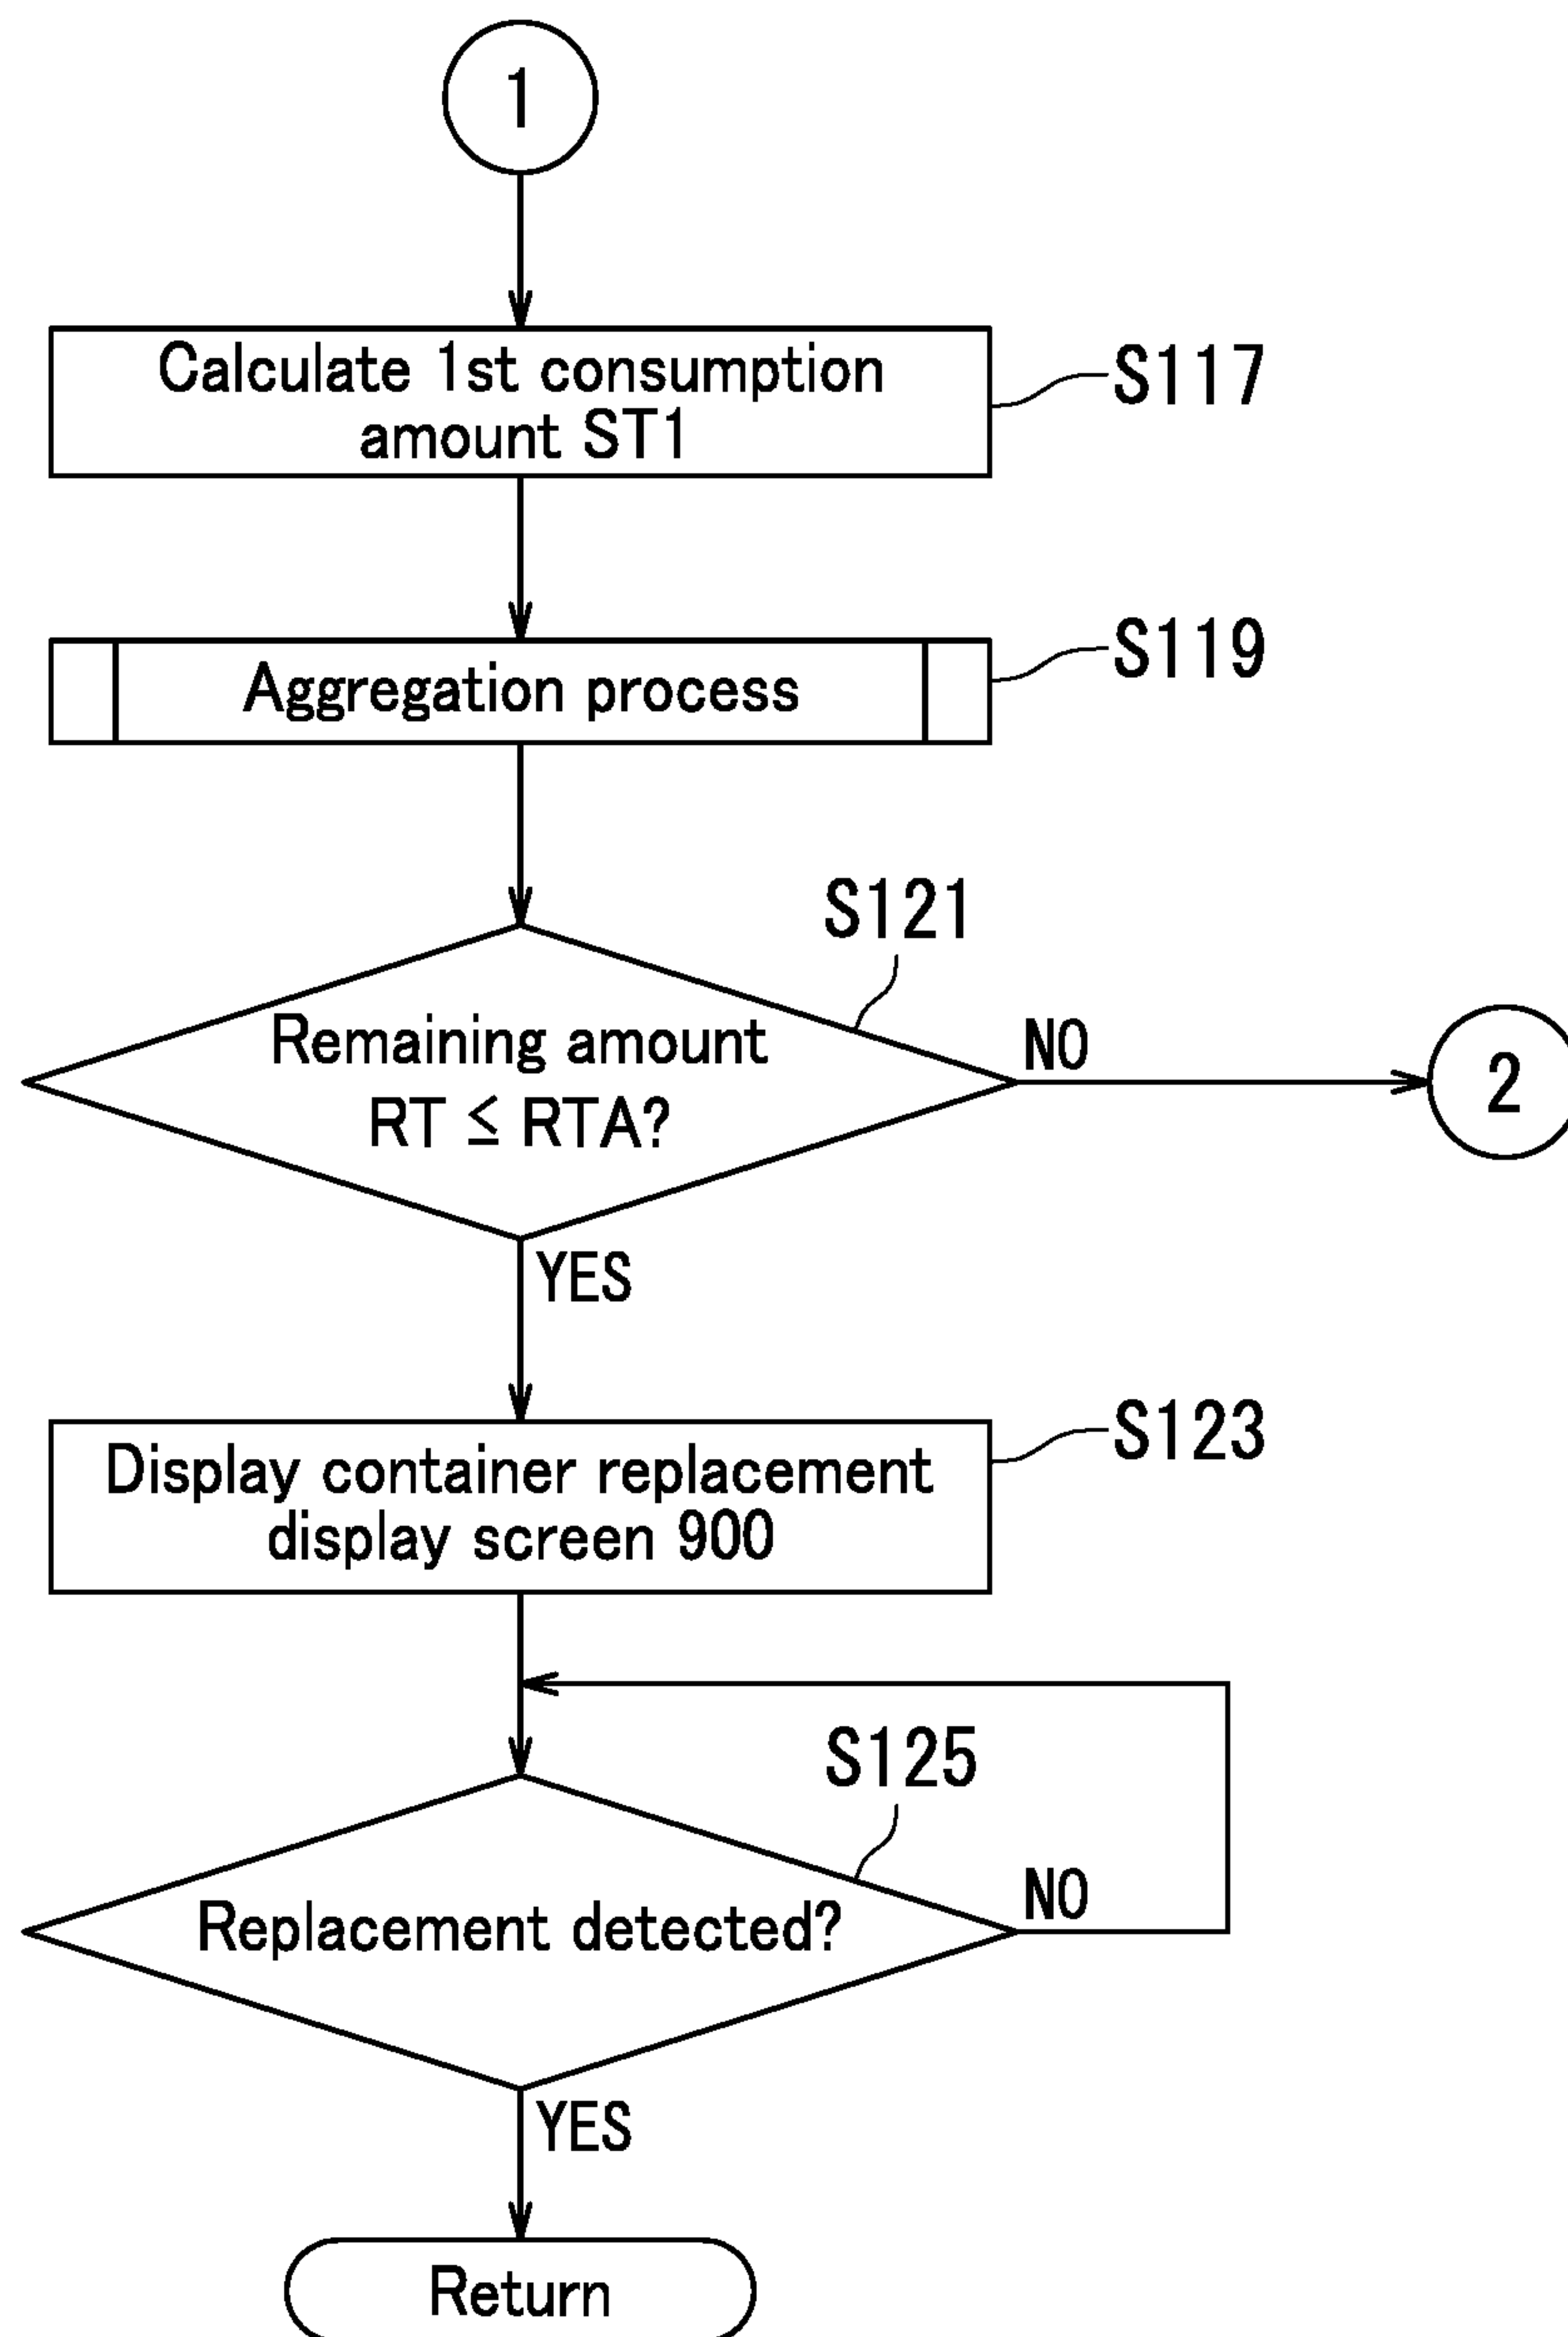 1
Calculate 1st consumption
amount ST1
S117
Aggregation process
S119
S121
Remaining amount
RT ≤ RTA?
NO
2
YES
Display container replacement
display screen 900
S123
S125
Replacement detected?
NO
YES
Return